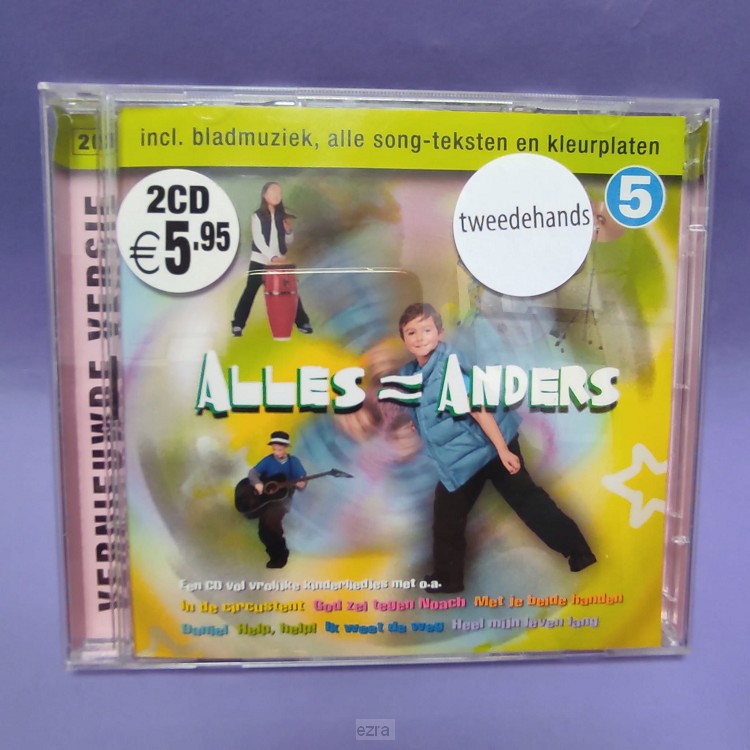 incl. bladmuziek, alle song-teksten en kleurplaten
2CD
€5.95
tweedehands
5
VERNIEUWDE VERSIE
ALLES = ANDERS
Een CD vol vrolijke kinderliedjes met o.a.
In de circustent God zei tegen Noach Met je beide handen
Daniel Help, help! Ik weet de weg Heel mijn leven lang
ezra